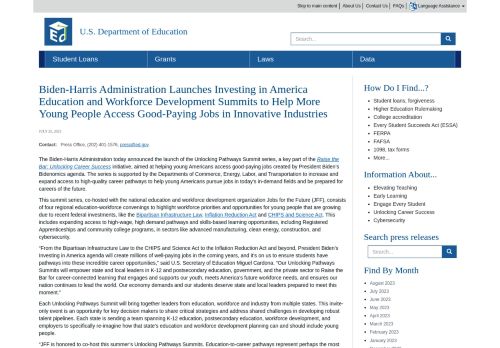 Skip to main content | About Us | Contact Us | FAQs | Language Assistance
U.S. Department of Education
Search...
Student Loans
Grants
Laws
Data
Biden-Harris Administration Launches Investing in America
Education and Workforce Development Summits to Help More
Young People Access Good-Paying Jobs in Innovative Industries
Contact: Press Office, (202) 401-1576, press@ed.gov
The Biden-Harris Administration today announced the launch of the Unlocking Pathways Summit series, a key part of the Raise the
Bar: Unlocking Career Success initiative, aimed at helping young Americans access good-paying jobs created by President Biden's
Bidenomics agenda. The series is supported by the Departments of Commerce, Energy, Labor, and Transportation to increase and
expand access to high-quality career pathways to help young Americans pursue jobs in today's in-demand fields and be prepared for
careers of the future.
This summit series, co-hosted with the national education and workforce development organization Jobs for the Future (JFF), consists
of four regional education-workforce convenings to highlight workforce priorities and opportunities for young people that are growing
due to recent federal investments, like the Bipartisan Infrastructure Law, Inflation Reduction Act and CHIPS and Science Act. This
includes expanding access to high-wage, high demand pathways and skills-based learning opportunities, including Registered
Apprenticeships and community college programs, in sectors like advanced manufacturing, clean energy, construction, and
cybersecurity.
"From the Bipartisan Infrastructure Law to the CHIPS and Science Act to the Inflation Reduction Act and beyond, President Biden's
Investing in America agenda will create millions of well-paying jobs in the coming years, and it's on us to ensure students have
pathways into these incredible career opportunities," said U.S. Secretary of Education Miguel Cardona. "Our Unlocking Pathways
Summits will empower state and local leaders in K-12 and postsecondary education, government, and the private sector to Raise the
Bar for career-connected learning that engages and supports our youth, meets America's future workforce needs, and ensures our
nation continues to lead the world. Our economy demands and our students deserve state and local leaders prepared to meet this
moment."
Each Unlocking Pathways Summit will bring together leaders from education, workforce and industry from multiple states. This invite-
only event is an opportunity for key decision makers to share critical strategies and address shared challenges in developing robust
talent pipelines. Each state is sending a team spanning K-12 education, postsecondary education, workforce development, and
employers to specifically re-imagine how that state's education and workforce development planning can and should include young
people.
"JFF is honored to co-host this summer's Unlocking Pathways Summits. Education-to-career pathways represent perhaps the most
How Do I Find...?
Student loans, forgiveness
Higher Education Rulemaking
College accreditation
Every Student Succeeds Act (ESSA)
FERPA
FAFSA
1098, tax forms
More...
Information About...
Elevating Teaching
Early Learning
Engage Every Student
Unlocking Career Success
Cybersecurity
Search press releases
Search...
Find By Month
August 2023
July 2023
June 2023
May 2023
April 2023
March 2023
February 2023
January 2023